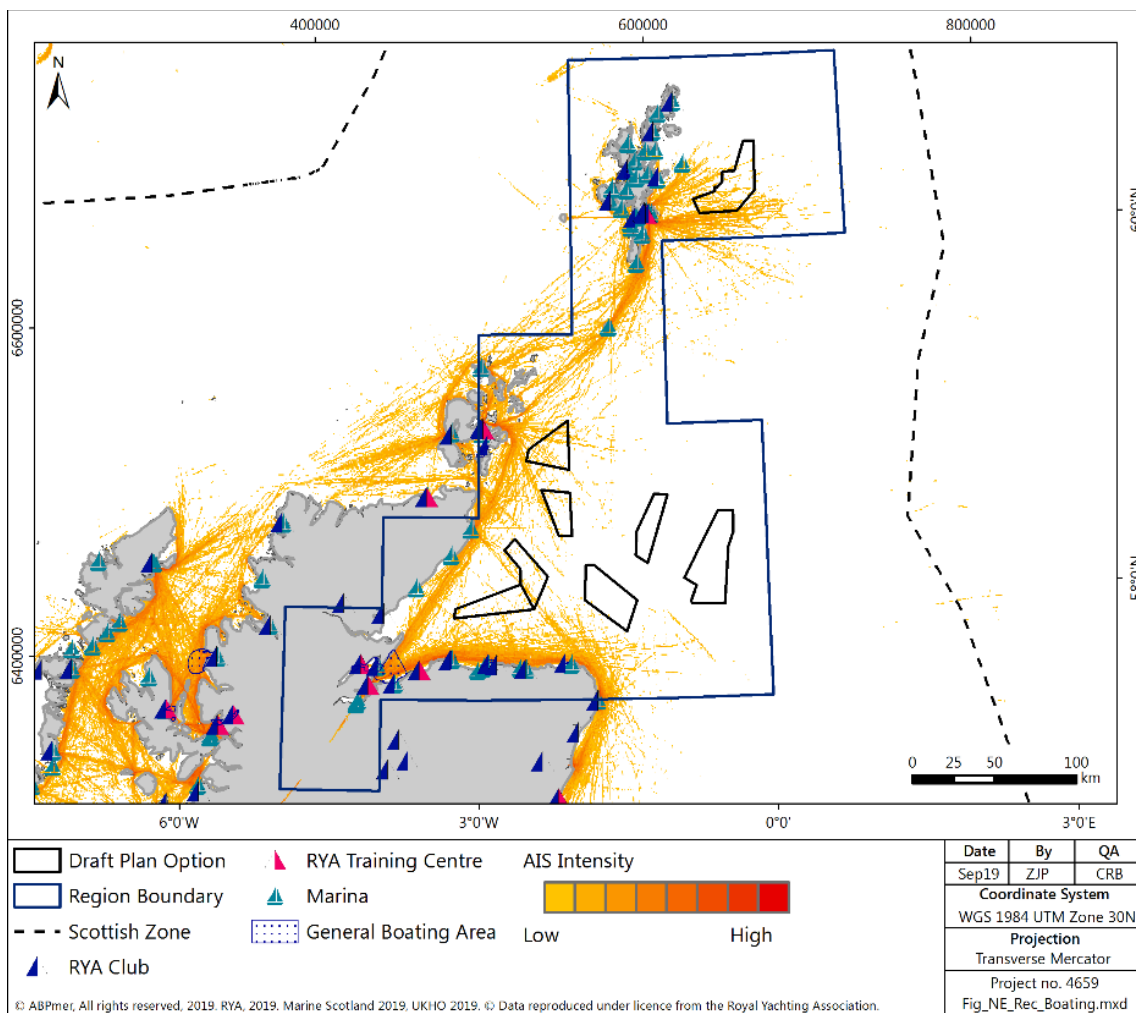 400000 600000 800000
N
60°0'N
6600000
58°0'N
6400000
0 25 50 100
km
6°0'W 3°0'W 0°0' 3°0'E
Draft Plan Option
Region Boundary
Scottish Zone
RYA Club
RYA Training Centre
Marina
General Boating Area
AIS Intensity
Low High
Date By QA
Sep19 ZJP CRB
Coordinate System
WGS 1984 UTM Zone 30N
Projection
Transverse Mercator
Project no. 4659
Fig_NE_Rec_Boating.mxd
© ABPmer, All rights reserved, 2019. RYA, 2019. Marine Scotland 2019, UKHO 2019. © Data reproduced under licence from the Royal Yachting Association.